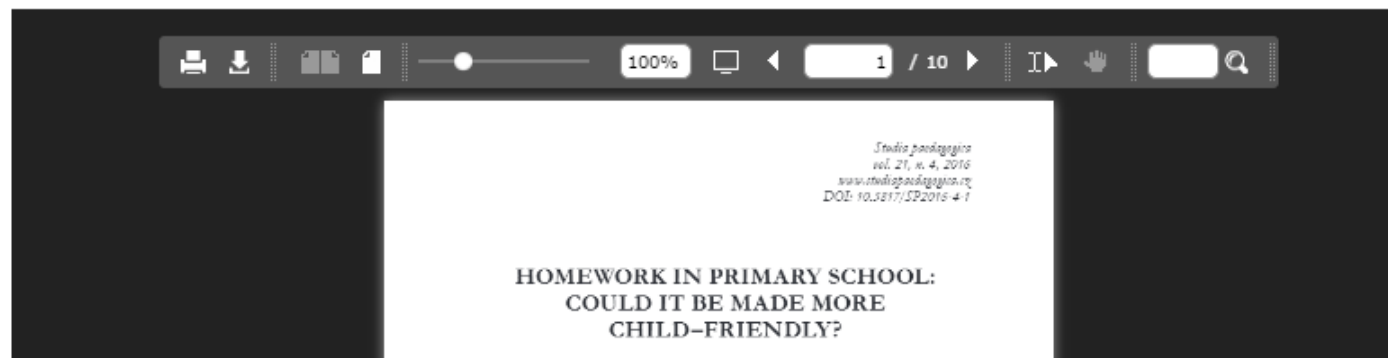 100%
1 / 10
Studia paedagogica
vol. 21, n. 4, 2016
www.studiapaedagogica.cz
DOI: 10.5817/SP2016-4-1
HOMEWORK IN PRIMARY SCHOOL:
COULD IT BE MADE MORE
CHILD–FRIENDLY?